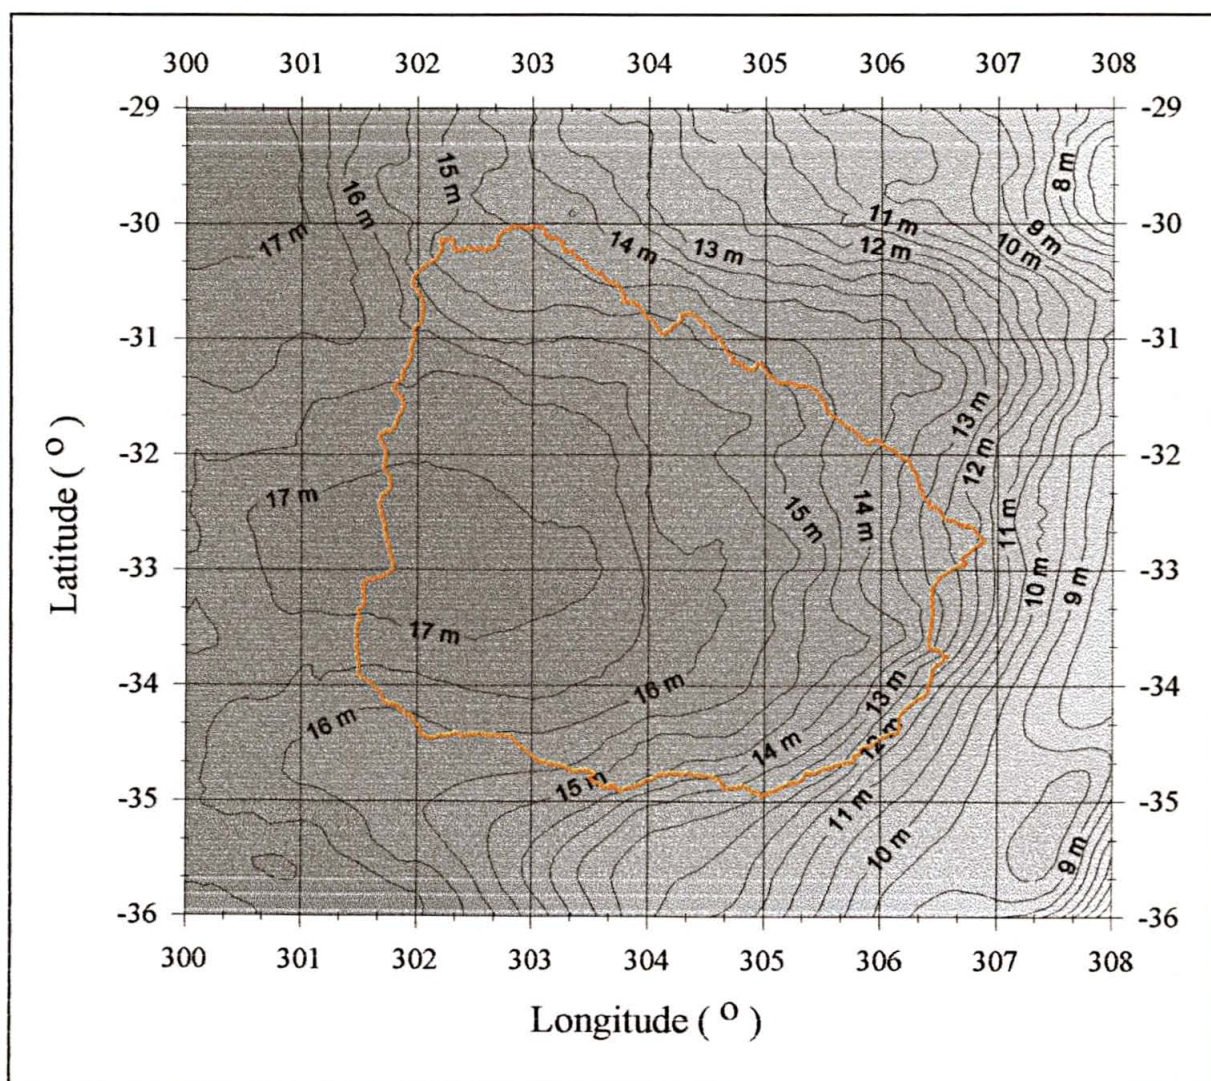 300 301 302 303 304 305 306 307 308
-29 -29
8 m
15 m
16 m
-30 11 m -30
17 m 14 m 13 m 12 m 10 m 9 m
-31 -31
13 m
-32 12 m -32
17 m 15 m 14 m 11 m
-33 10 m 9 m -33
17 m
-34 16 m 13 m -34
16 m 14 m 12 m
-35 15 m 11 m -35
10 m 9 m
-36 -36
300 301 302 303 304 305 306 307 308
Latitude ( º )
Longitude ( º )